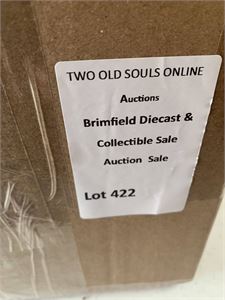 TWO OLD SOULS ONLINE
Auctions
Brimfield Diecast &
Collectible Sale
Auction Sale
Lot 422